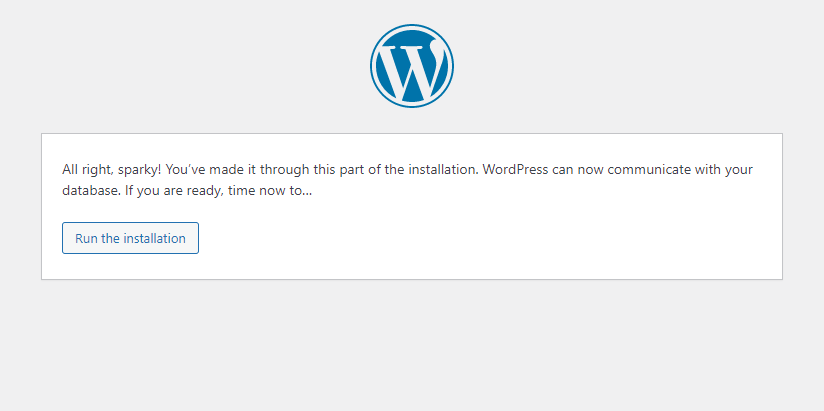 All right, sparky! You’ve made it through this part of the installation. WordPress can now communicate with your
database. If you are ready, time now to…
Run the installation